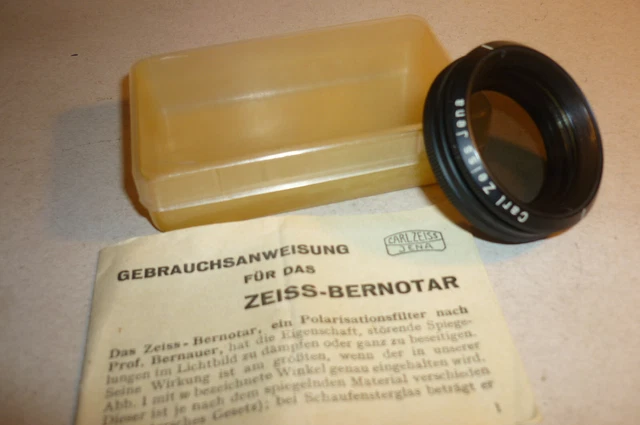 Carl Zeiss Jena
CARL ZEISS
JENA
GEBRAUCHSANWEISUNG
FÜR DAS
ZEISS-BERNOTAR
Das Zeiss-Bernotar, ein Polarisationsfilter nach
Prof. Bernauer, hat die Eigenschaft, störende Spiege-
lungen im Lichtbild zu dämpfen oder ganz zu beseitigen.
Seine Wirkung ist am größten, wenn der in unserer
Abb. 1 mit bezeichnete Winkel genau eingehalten wird.
Dieser ist je nach dem spiegelnden Material verschieden
Gesetz); bei Schaufensterglas beträgt er
1